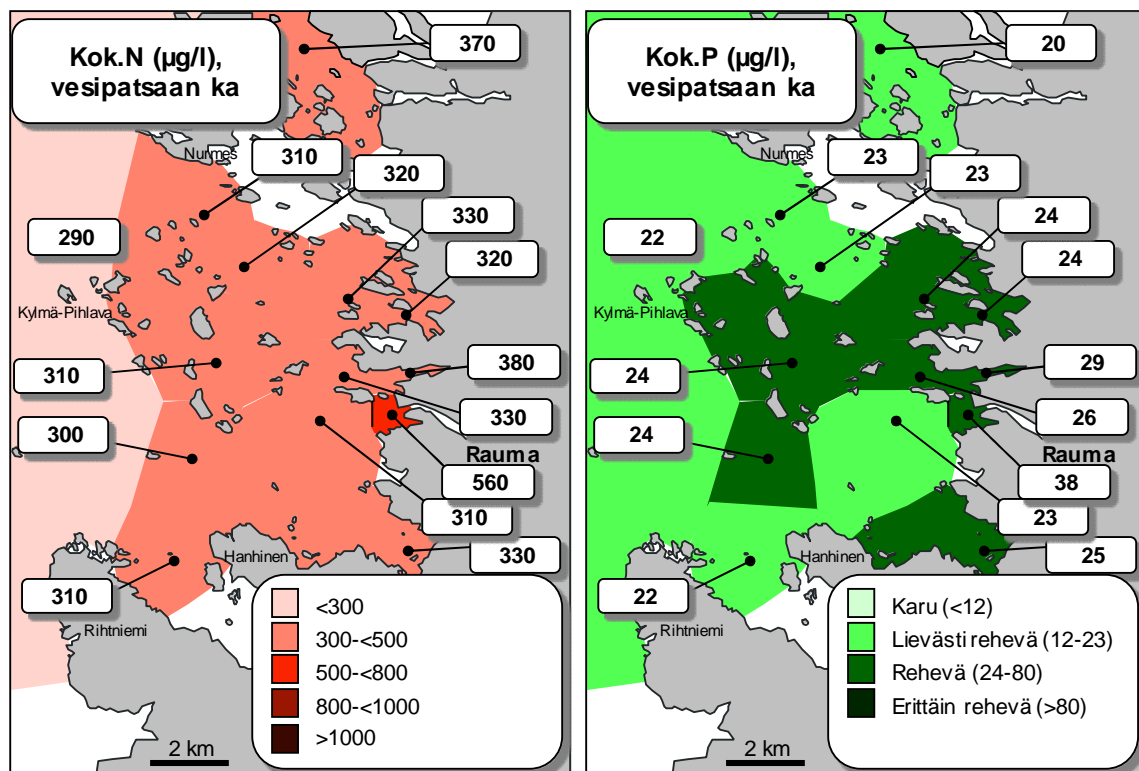 Kok.N (µg/l),
vesipatsaan ka
370
Nurmes
310
320
290
330
320
Kylmä-Pihlava
310
380
330
300
Rauma
560
310
Hanhinen
330
310
Rihtniemi
<300
300-<500
500-<800
800-<1000
>1000
2 km
Kok.P (µg/l),
vesipatsaan ka
20
Nurmes
23
23
22
24
24
Kylmä-Pihlava
24
29
26
24
Rauma
38
23
Hanhinen
25
22
Rihtniemi
Karu (<12)
Lievästi rehevä (12-23)
Rehevä (24-80)
Erittäin rehevä (>80)
2 km